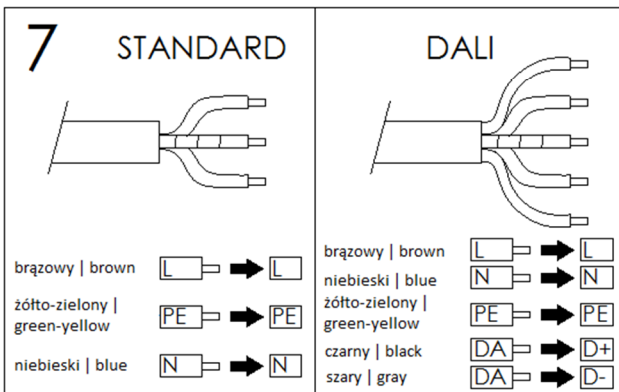 7 STANDARD
brązowy | brown L L
żółto-zielony |
green-yellow PE PE
niebieski | blue N N
DALI
brązowy | brown L L
niebieski | blue N N
żółto-zielony |
green-yellow PE PE
czarny | black DA D+
szary | gray DA D-